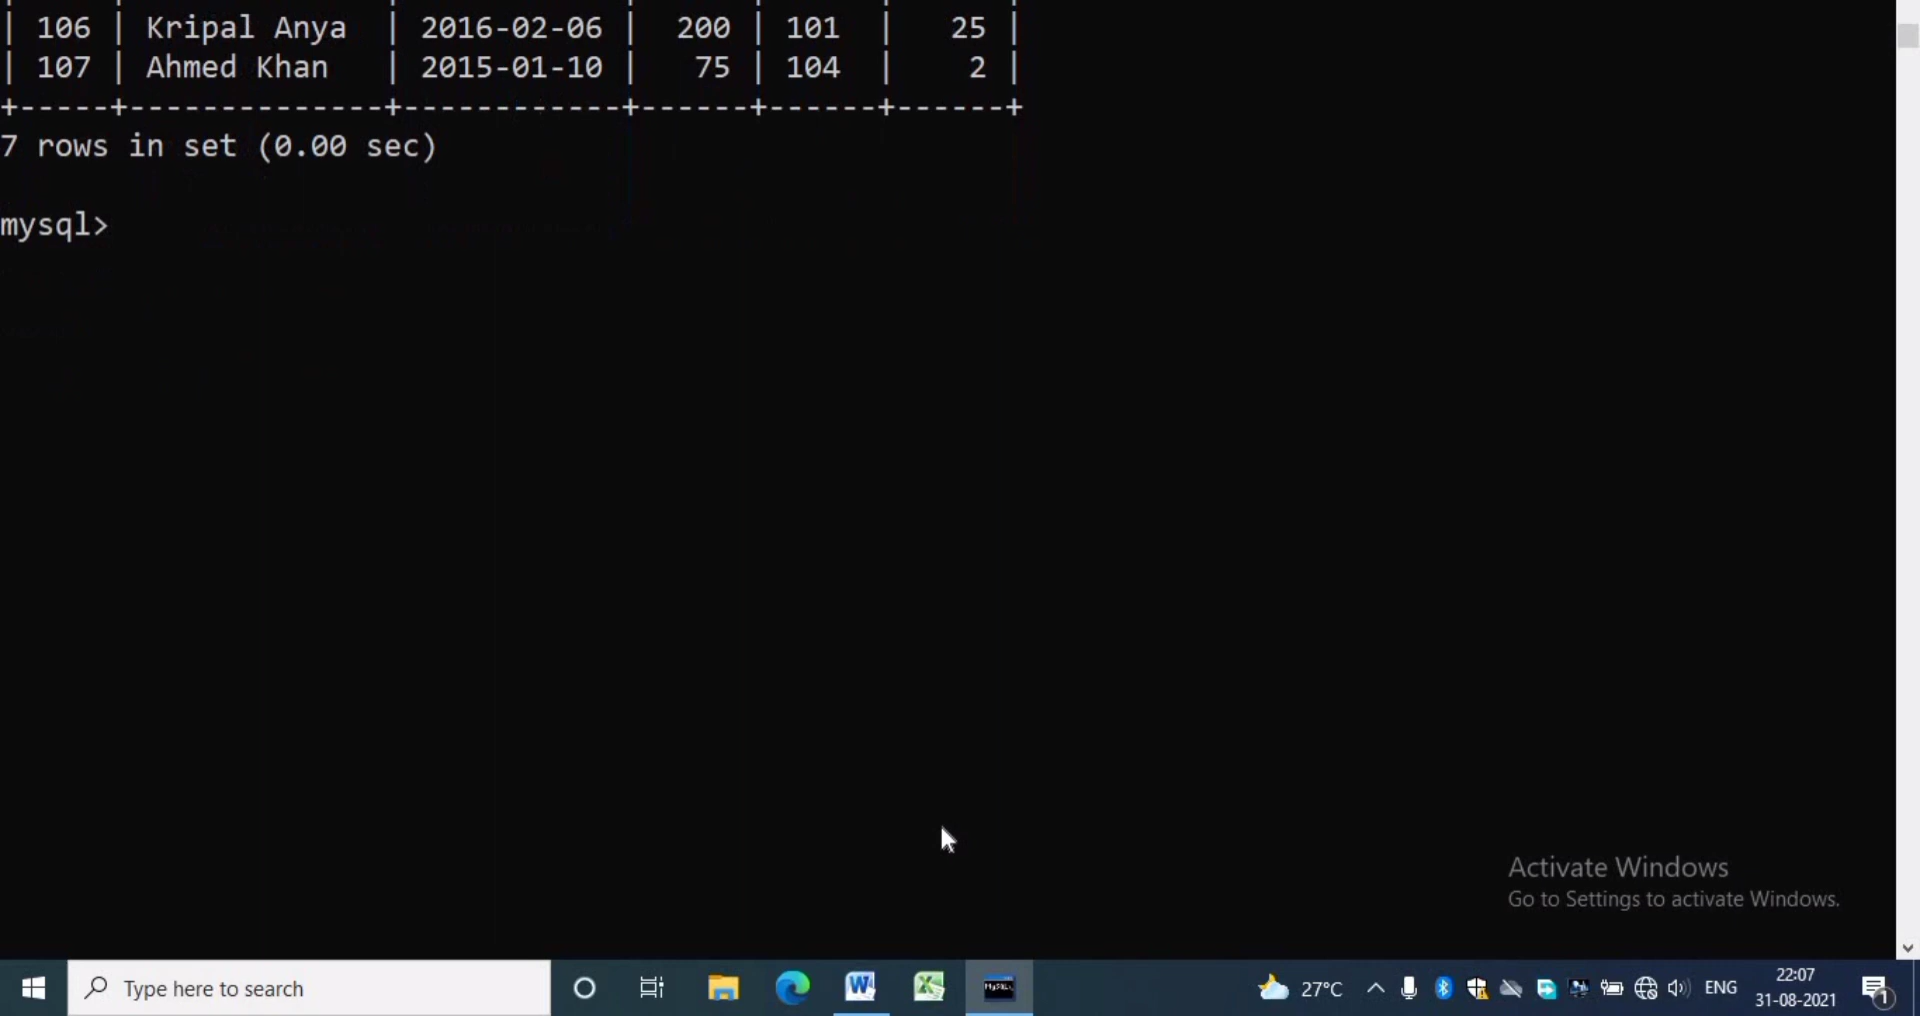 | 106 | Kripal Anya | 2016-02-06 | 200 | 101 | 25 |
| 107 | Ahmed Khan | 2015-01-10 | 75 | 104 | 2 |
+-----+--------------+------------+------+------+------+
7 rows in set (0.00 sec)
mysql>
Activate Windows
Go to Settings to activate Windows.
Type here to search
27°C
ENG
22:07
31-08-2021
1